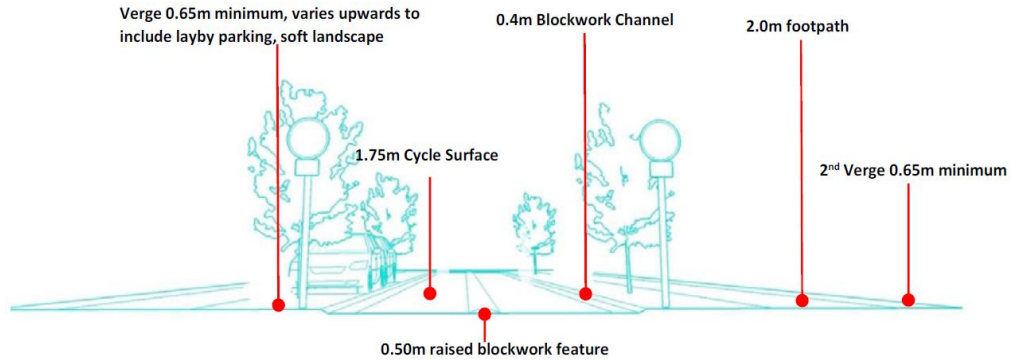 Verge 0.65m minimum, varies upwards to
include layby parking, soft landscape
0.4m Blockwork Channel
2.0m footpath
1.75m Cycle Surface
2nd Verge 0.65m minimum
0.50m raised blockwork feature